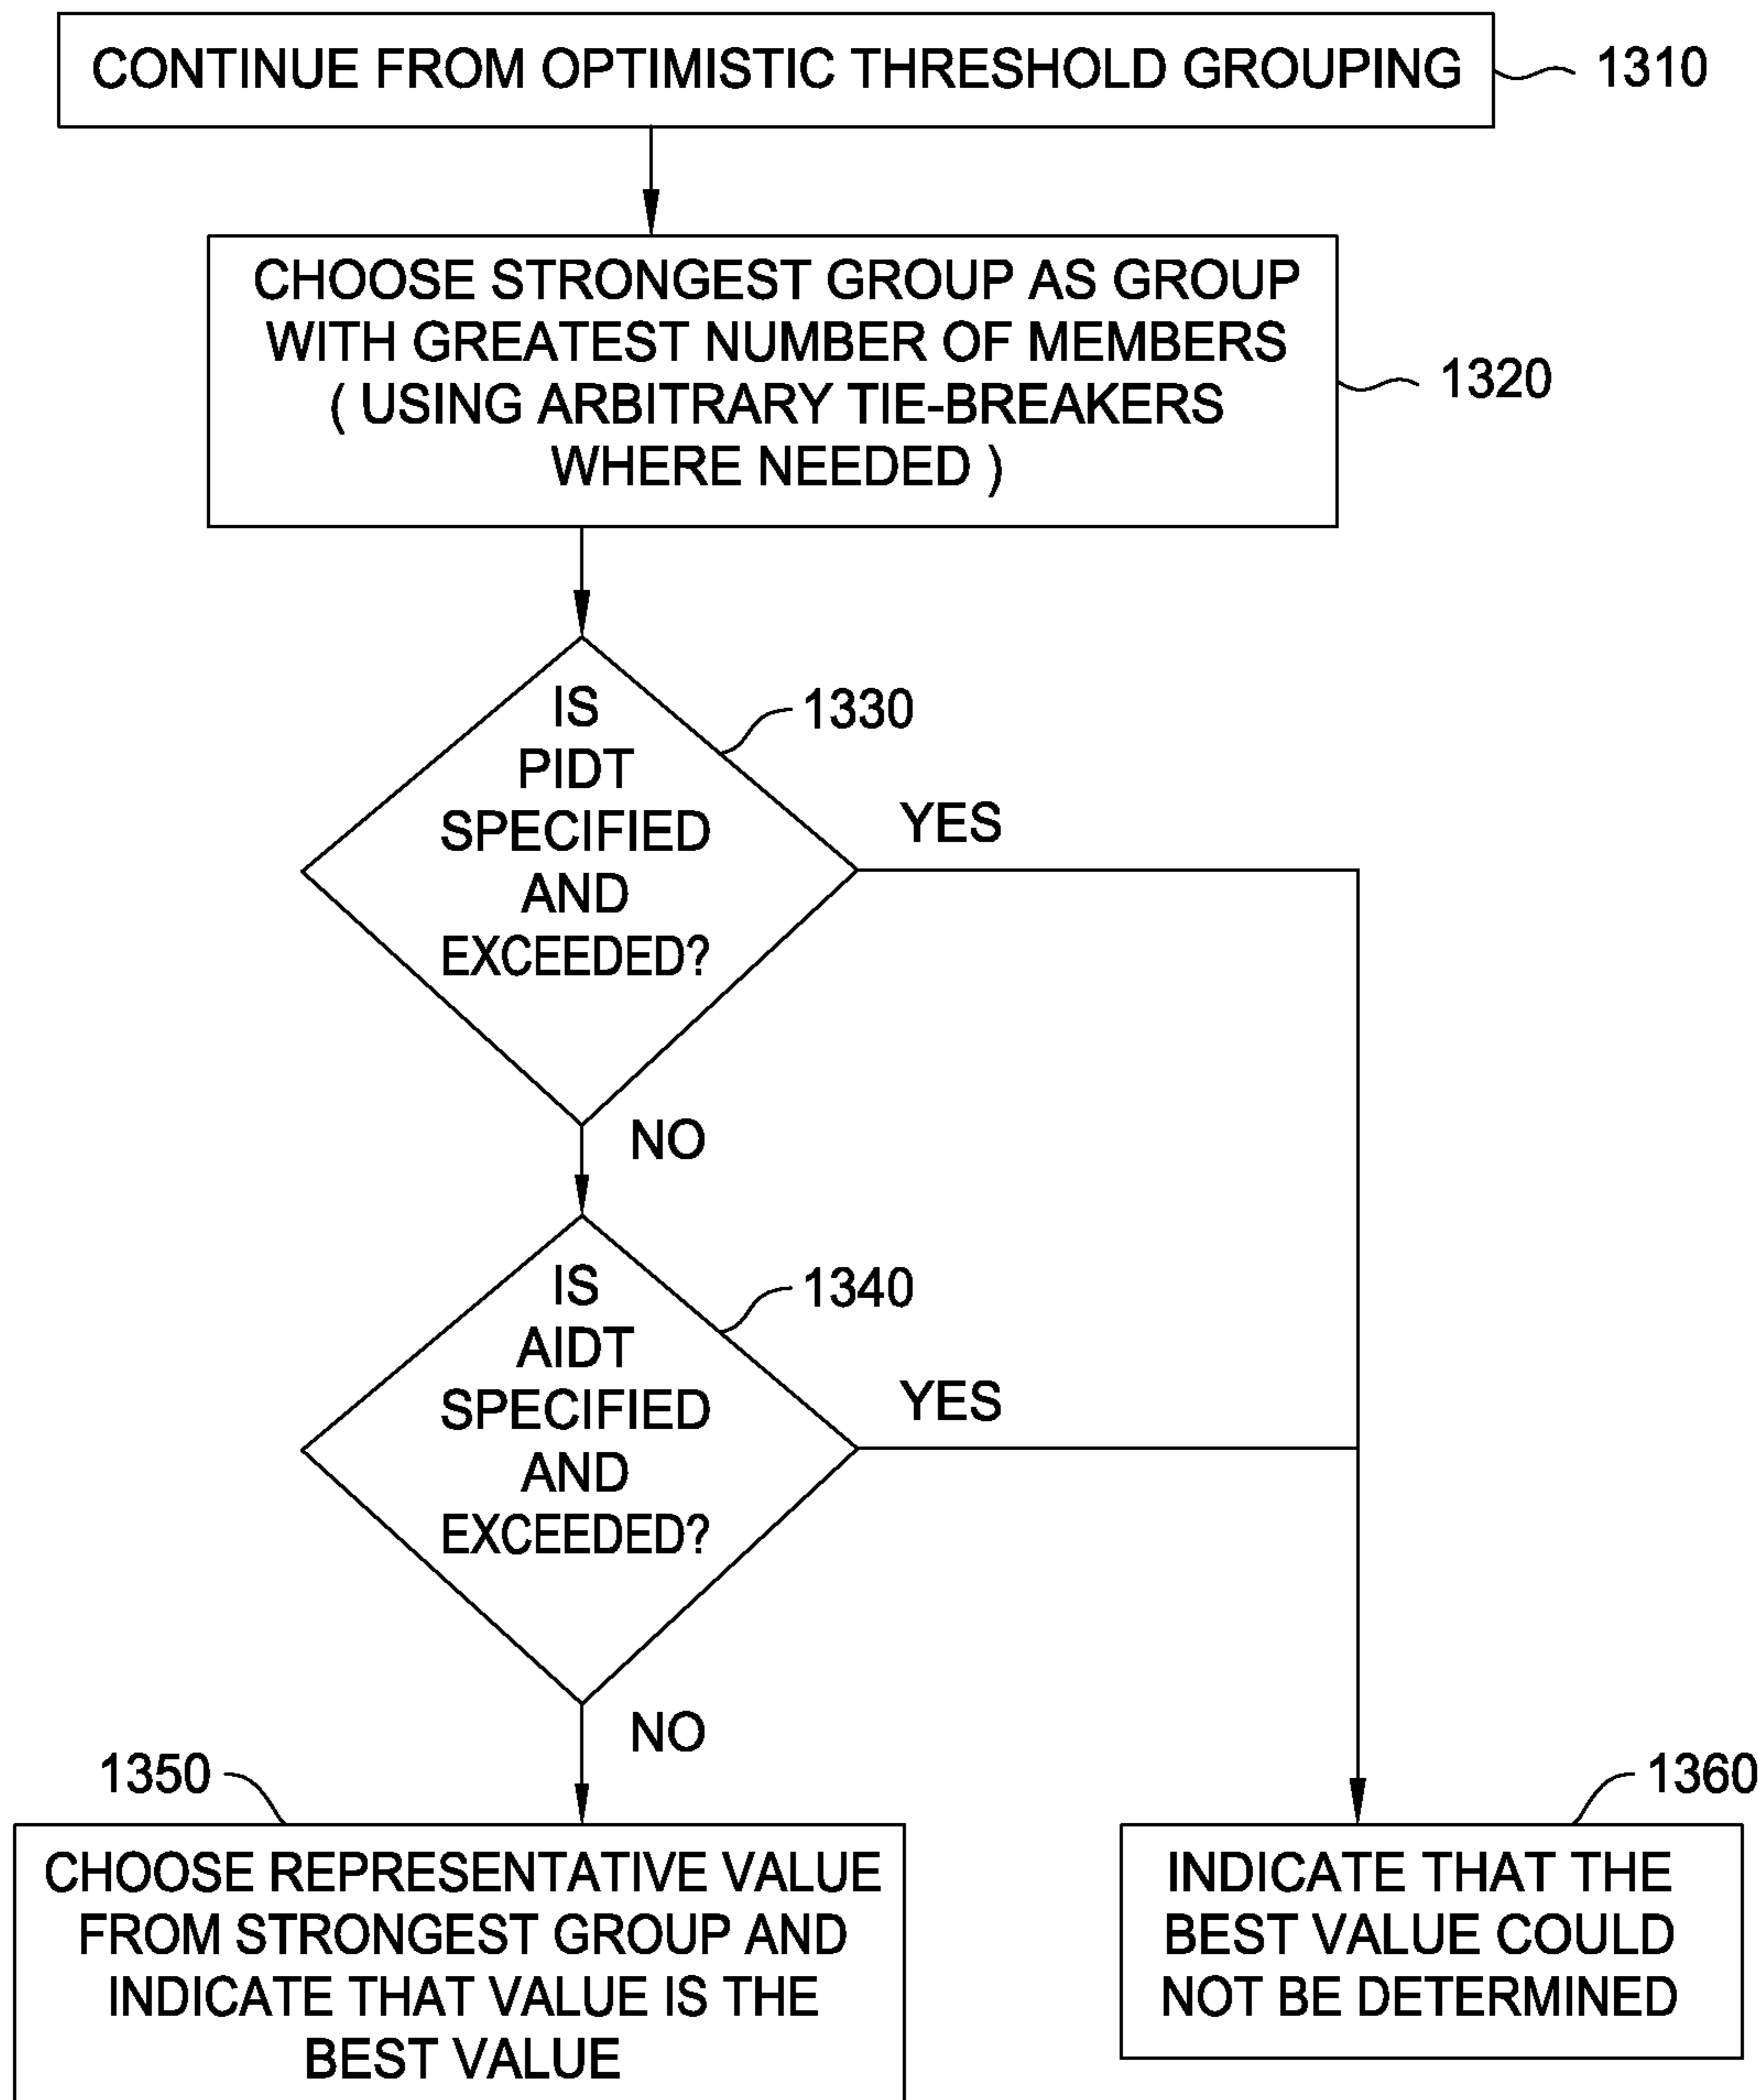 CONTINUE FROM OPTIMISTIC THRESHOLD GROUPING
1310
CHOOSE STRONGEST GROUP AS GROUP
WITH GREATEST NUMBER OF MEMBERS
( USING ARBITRARY TIE-BREAKERS
WHERE NEEDED )
1320
IS
PIDT
SPECIFIED
AND
EXCEEDED?
1330
YES
NO
IS
AIDT
SPECIFIED
AND
EXCEEDED?
1340
YES
NO
1350
CHOOSE REPRESENTATIVE VALUE
FROM STRONGEST GROUP AND
INDICATE THAT VALUE IS THE
BEST VALUE
1360
INDICATE THAT THE
BEST VALUE COULD
NOT BE DETERMINED